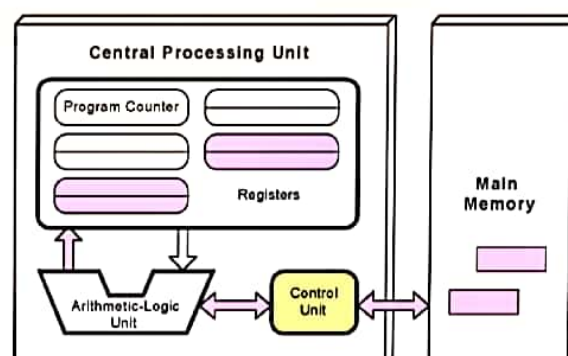 Central Processing Unit
Program Counter
Registers
Arithmetic-Logic
Unit
Control
Unit
Main
Memory